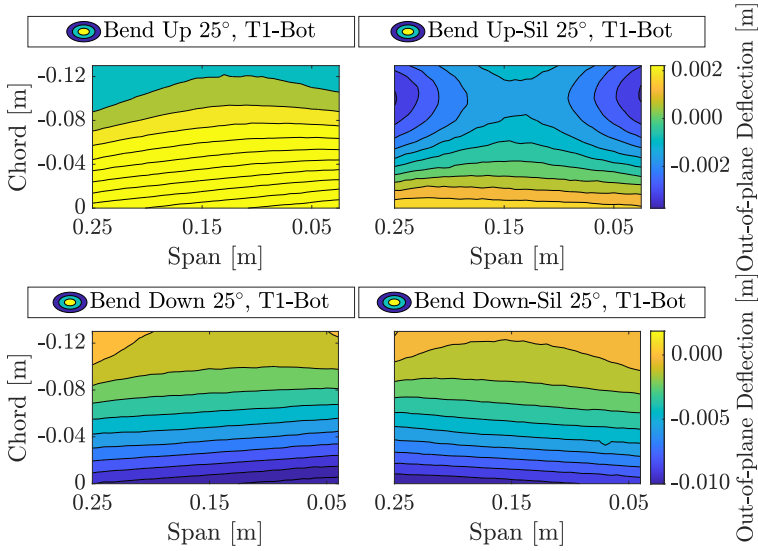 Bend Up 25°, T1-Bot
Bend Up-Sil 25°, T1-Bot
-0.12
-0.08
-0.04
0
Chord [m]
0.25
0.15
0.05
Span [m]
0.25
0.15
0.05
Span [m]
0.002
0.000
-0.002
Out-of-plane Deflection [m]
Bend Down 25°, T1-Bot
Bend Down-Sil 25°, T1-Bot
-0.12
-0.08
-0.04
0
Chord [m]
0.25
0.15
0.05
Span [m]
0.25
0.15
0.05
Span [m]
0.000
-0.005
-0.010
Out-of-plane Deflection [m]